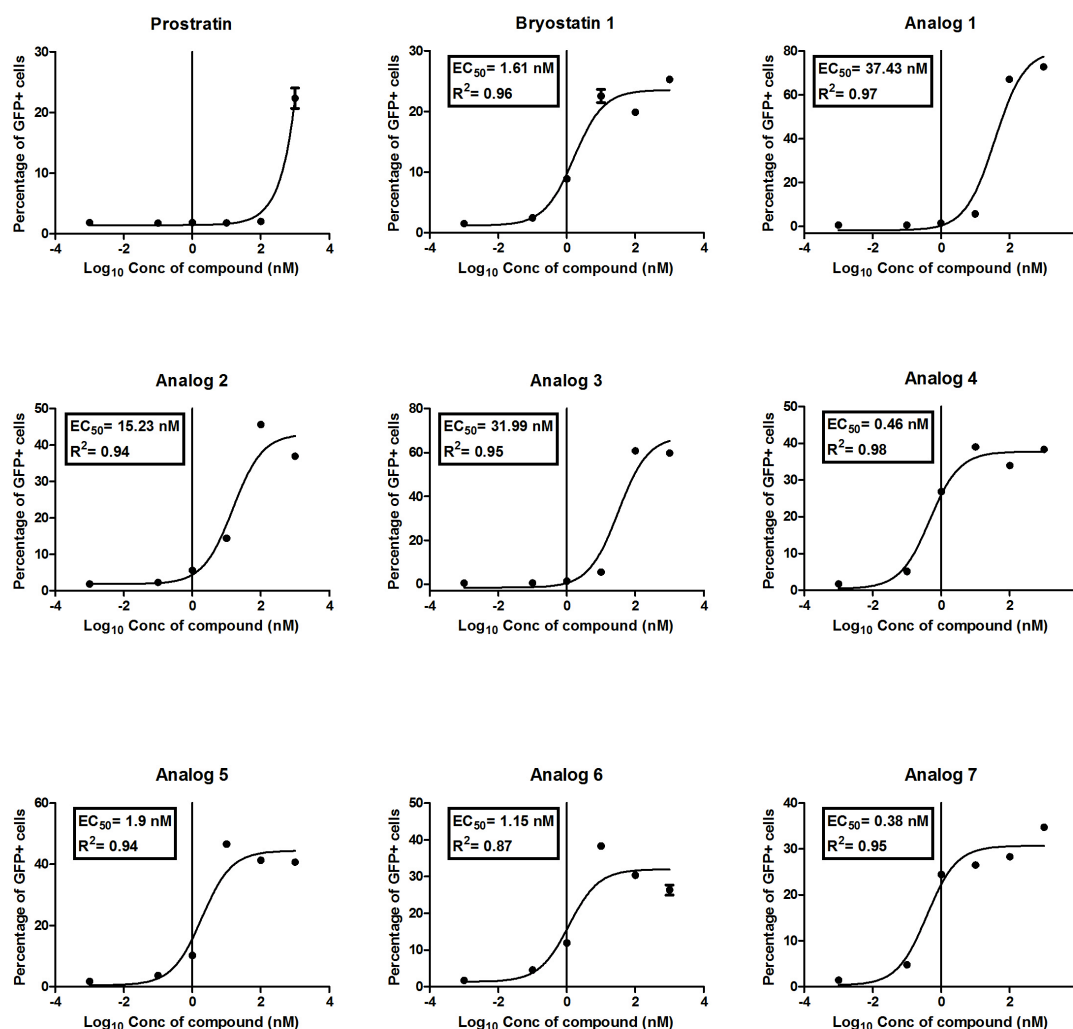 Prostratin
Percentage of GFP+ cells
30
20
10
0
-4 -2 0 2 4
Log10 Conc of compound (nM)
Bryostatin 1
EC50= 1.61 nM
R2= 0.96
Percentage of GFP+ cells
30
20
10
0
-4 -2 0 2 4
Log10 Conc of compound (nM)
Analog 1
EC50= 37.43 nM
R2= 0.97
Percentage of GFP+ cells
80
60
40
20
0
-4 -2 0 2 4
Log10 Conc of compound (nM)
Analog 2
EC50= 15.23 nM
R2= 0.94
Percentage of GFP+ cells
50
40
30
20
10
0
-4 -2 0 2 4
Log10 Conc of compound (nM)
Analog 3
EC50= 31.99 nM
R2= 0.95
Percentage of GFP+ cells
80
60
40
20
0
-4 -2 0 2 4
Log10 Conc of compound (nM)
Analog 4
EC50= 0.46 nM
R2= 0.98
Percentage of GFP+ cells
50
40
30
20
10
0
-4 -2 0 2 4
Log10 Conc of compound (nM)
Analog 5
EC50= 1.9 nM
R2= 0.94
Percentage of GFP+ cells
60
40
20
0
-4 -2 0 2 4
Log10 Conc of compound (nM)
Analog 6
EC50= 1.15 nM
R2= 0.87
Percentage of GFP+ cells
50
40
30
20
10
0
-4 -2 0 2 4
Log10 Conc of compound (nM)
Analog 7
EC50= 0.38 nM
R2= 0.95
Percentage of GFP+ cells
40
30
20
10
0
-4 -2 0 2 4
Log10 Conc of compound (nM)